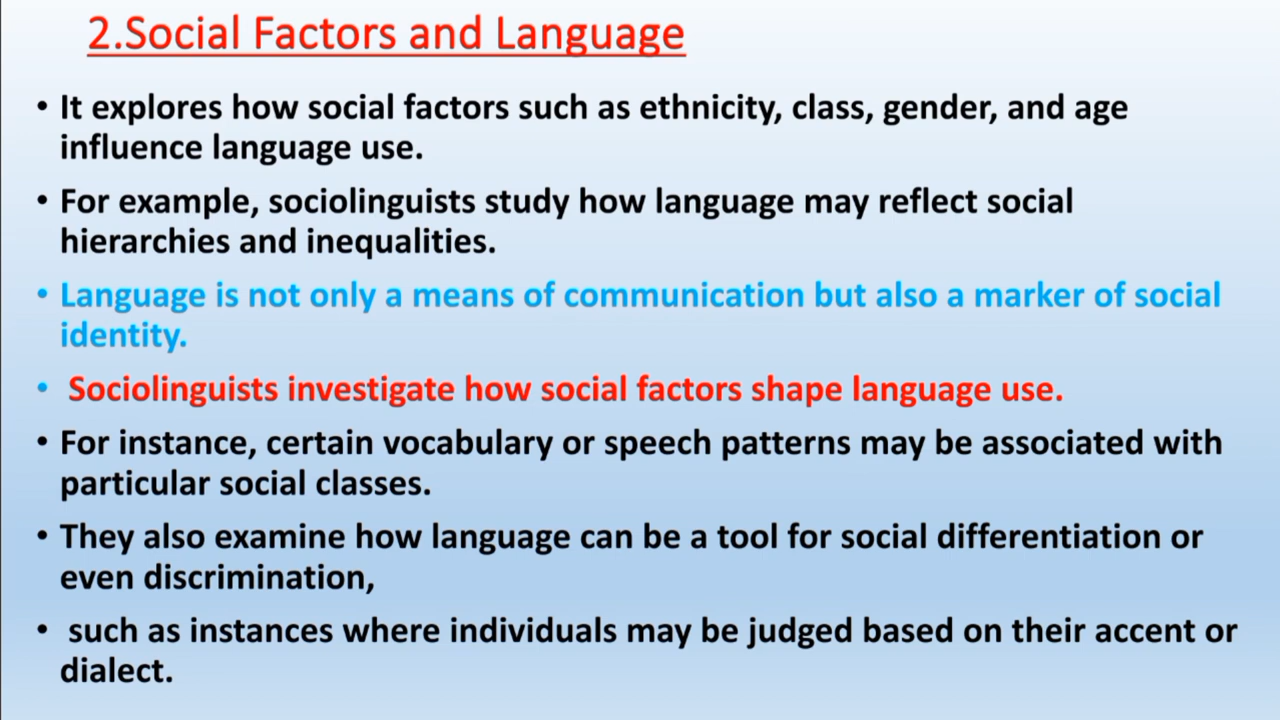 2.Social Factors and Language
• It explores how social factors such as ethnicity, class, gender, and age
influence language use.
• For example, sociolinguists study how language may reflect social
hierarchies and inequalities.
• Language is not only a means of communication but also a marker of social
identity.
• Sociolinguists investigate how social factors shape language use.
• For instance, certain vocabulary or speech patterns may be associated with
particular social classes.
• They also examine how language can be a tool for social differentiation or
even discrimination,
• such as instances where individuals may be judged based on their accent or
dialect.